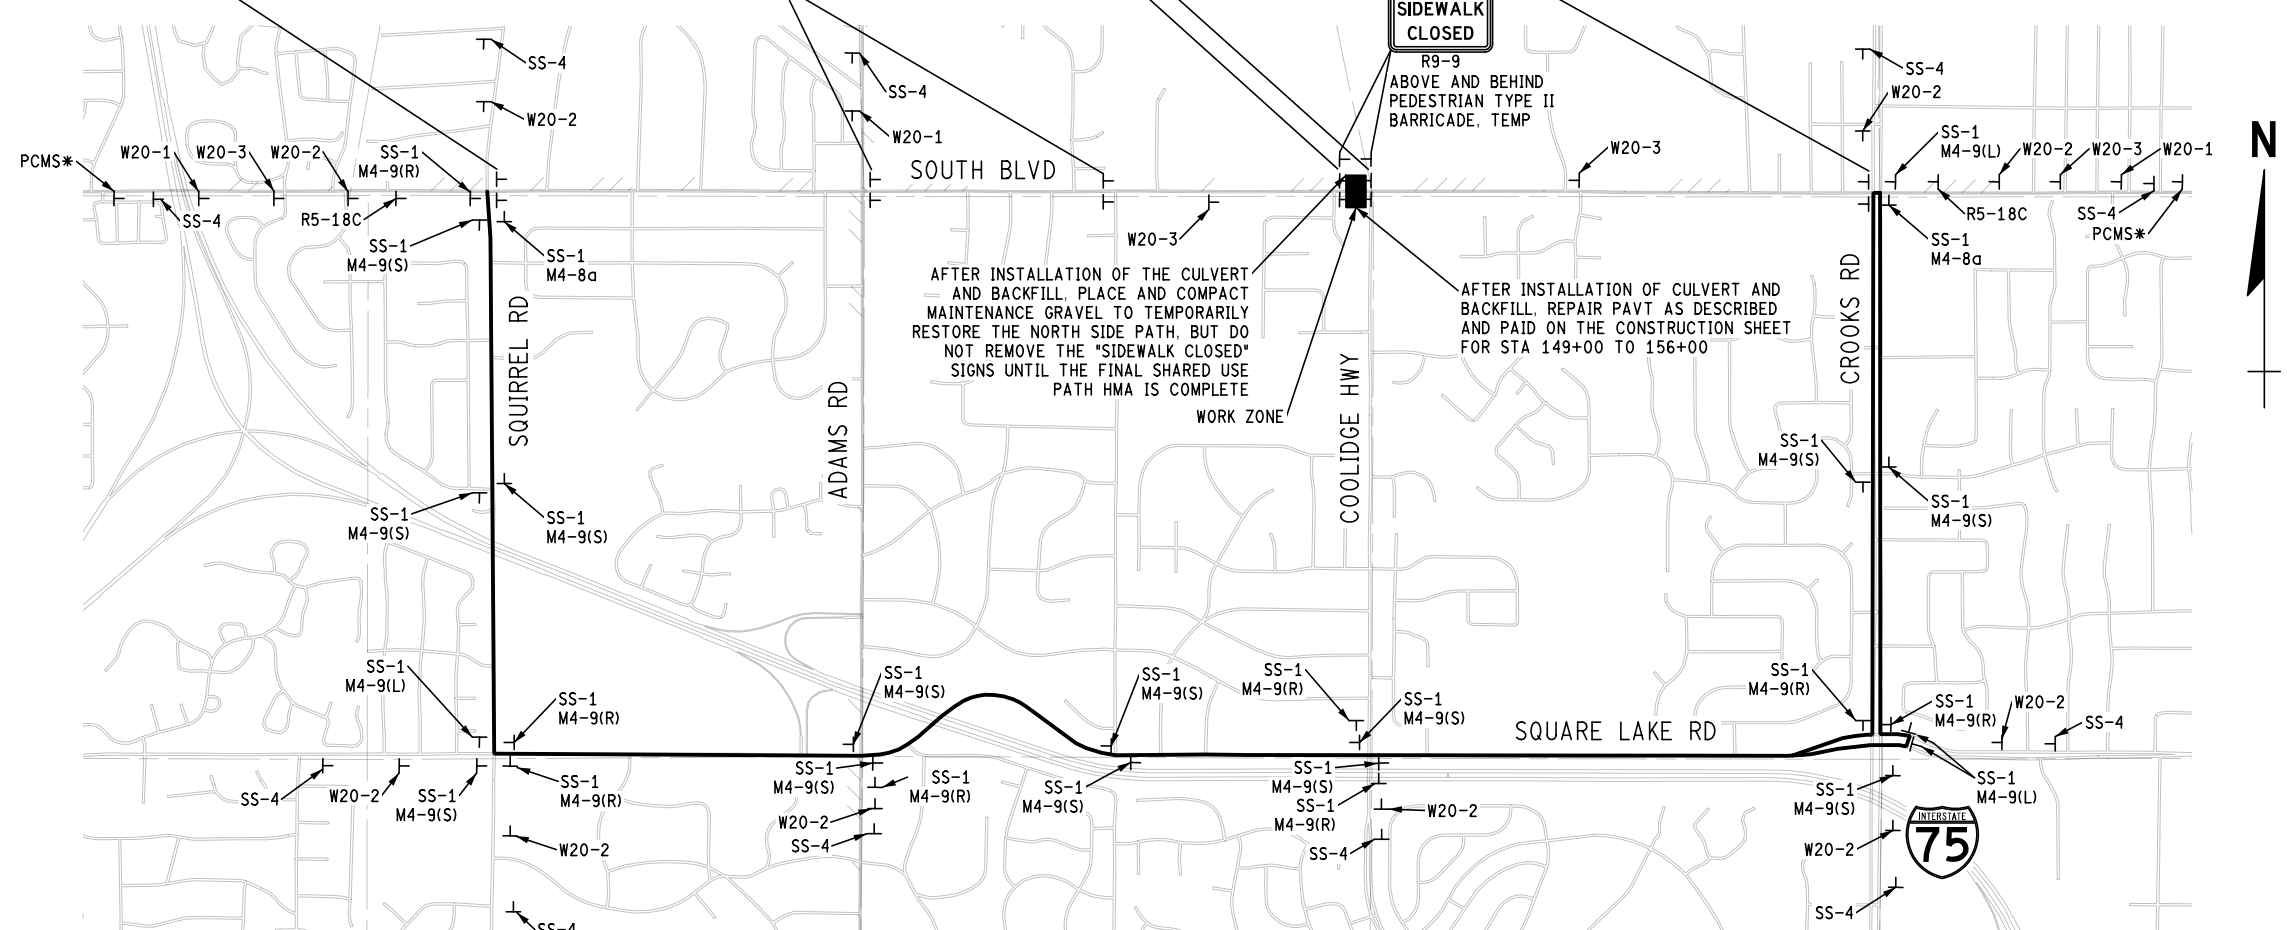 SIDEWALK
CLOSED
R9-9
ABOVE AND BEHIND
PEDESTRIAN TYPE II
BARRICADE, TEMP
SS-4
W20-2
SS-4
W20-1
SS-4
W20-2
PCMS*
W20-1
W20-3
W20-2
SS-1
M4-9(R)
SOUTH BLVD
W20-3
SS-1
M4-9(L)
W20-2
W20-3
W20-1
N
SS-4
R5-18C
SS-1
M4-9(S)
SS-1
M4-8a
W20-3
R5-18C
SS-4
PCMS*
SS-1
M4-8a
AFTER INSTALLATION OF THE CULVERT
AND BACKFILL, PLACE AND COMPACT
MAINTENANCE GRAVEL TO TEMPORARILY
RESTORE THE NORTH SIDE PATH, BUT DO
NOT REMOVE THE "SIDEWALK CLOSED"
SIGNS UNTIL THE FINAL SHARED USE
PATH HMA IS COMPLETE
WORK ZONE
AFTER INSTALLATION OF CULVERT AND
BACKFILL, REPAIR PAVT AS DESCRIBED
AND PAID ON THE CONSTRUCTION SHEET
FOR STA 149+00 TO 156+00
SQUIRREL RD
ADAMS RD
COOLIDGE HWY
CROOKS RD
SS-1
M4-9(S)
SS-1
M4-9(S)
SS-1
M4-9(S)
SS-1
M4-9(S)
SS-1
M4-9(L)
SS-1
M4-9(R)
SS-1
M4-9(S)
SS-1
M4-9(S)
SS-1
M4-9(R)
SS-1
M4-9(S)
SQUARE LAKE RD
SS-1
M4-9(R)
SS-1
M4-9(R)
W20-2
SS-4
SS-4
W20-2
SS-1
M4-9(S)
SS-1
M4-9(R)
SS-1
M4-9(S)
SS-1
M4-9(R)
W20-2
SS-4
SS-1
M4-9(S)
SS-1
M4-9(S)
SS-1
M4-9(R)
W20-2
SS-4
SS-1
M4-9(S)
SS-1
M4-9(L)
INTERSTATE
75
W20-2
W20-2
SS-4
SS-4